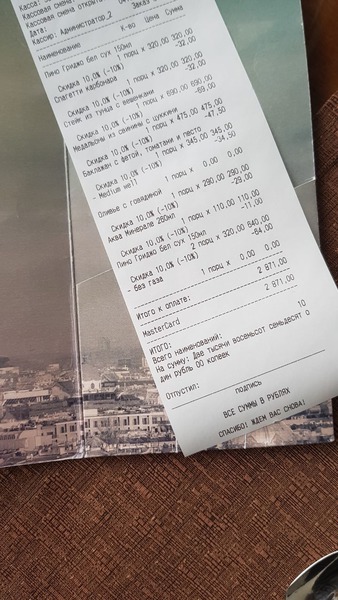 Касса:
Кассовая смена
Кассовая смена открыта
Дата:
Кассир: Администратор_2
Заказ
Наименование К-во Цена Сумма
Пино Гриджо бел сух 150мл
1 порц x 320,00 320,00
Скидка 10,0% (-10%) -32,00
Спагетти карбонара
1 порц x 320,00 320,00
Скидка 10,0% (-10%) -32,00
Стейк из тунца с овощами
1 порц x 690,00 690,00
Скидка 10,0% (-10%) -69,00
Медальоны из свинины с цуккини
1 порц x 475,00 475,00
Скидка 10,0% (-10%) -47,50
Баклажан с фетой, томатами и песто
1 порц x 345,00 345,00
Скидка 10,0% (-10%) -34,50
- Medium well
1 порц x 0,00 0,00
Оливье с говядиной
1 порц x 290,00 290,00
Скидка 10,0% (-10%) -29,00
Аква Минерале 260мл
1 порц x 110,00 110,00
Скидка 10,0% (-10%) -11,00
Пино Гриджо бел сух 150мл
2 порц x 320,00 640,00
Скидка 10,0% (-10%) -64,00
- без газа
1 порц x 0,00 0,00
Итого к оплате: 2 871,00
MasterCard 2 871,00
ИТОГО:
Всего наименований: 10
На сумму: Две тысячи восемьсот семьдесят о
дин рубль 00 копеек
Отпустил:
подпись
ВСЕ СУММЫ В РУБЛЯХ
СПАСИБО! ЖДЕМ ВАС СНОВА!